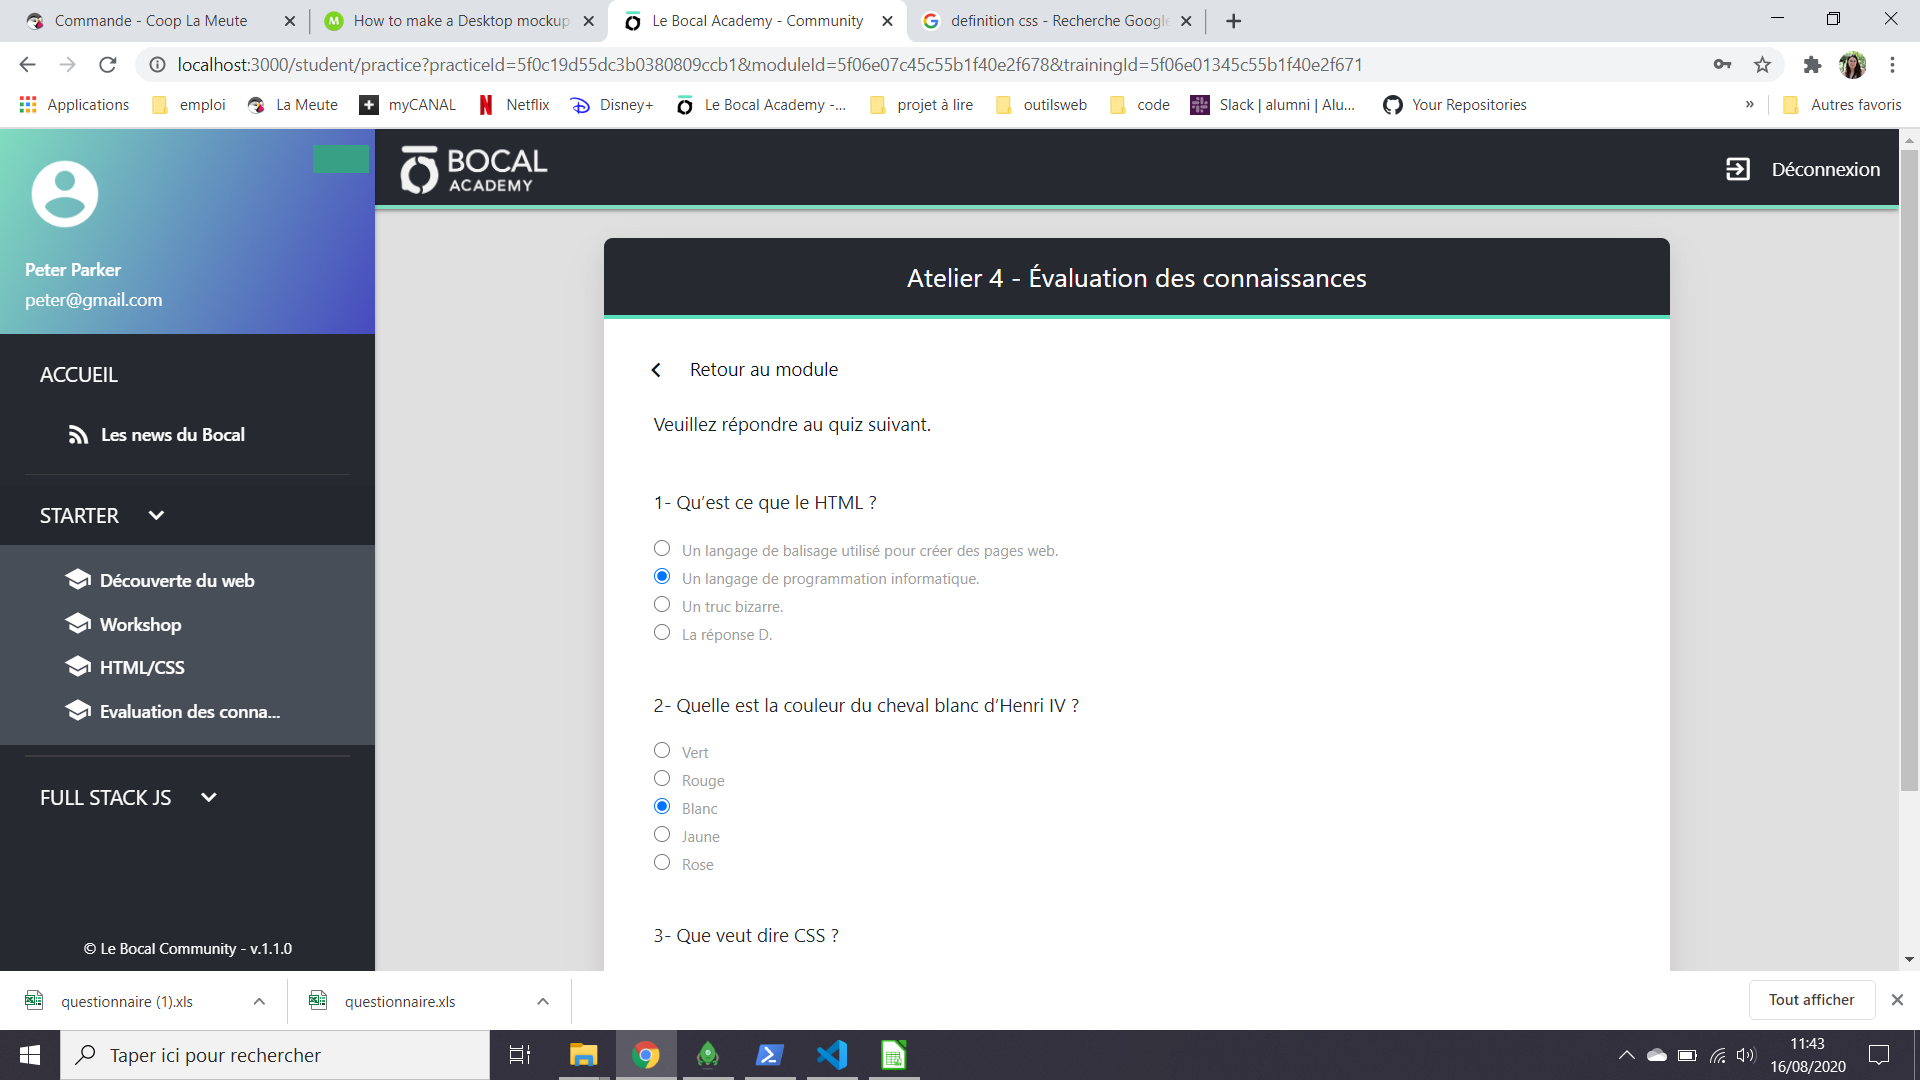 Commande - Coop La Meute
How to make a Desktop mockup
Le Bocal Academy - Community
definition css - Recherche Google
localhost:3000/student/practice?practiceId=5f0c19d55dc3b0380809ccb1&moduleId=5f06e07c45c55b1f40e2f678&trainingId=5f06e01345c55b1f40e2f671
Applications
emploi
La Meute
myCANAL
Netflix
Disney+
Le Bocal Academy -...
projet à lire
outilsweb
code
Slack | alumni | Alu...
Your Repositories
»
Autres favoris
BOCAL
ACADEMY
Déconnexion
Peter Parker
peter@gmail.com
ACCUEIL
Les news du Bocal
STARTER
Découverte du web
Workshop
HTML/CSS
Evaluation des conna...
FULL STACK JS
© Le Bocal Community - v.1.1.0
Atelier 4 - Évaluation des connaissances
Retour au module
Veuillez répondre au quiz suivant.
1- Qu'est ce que le HTML ?
Un langage de balisage utilisé pour créer des pages web.
Un langage de programmation informatique.
Un truc bizarre.
La réponse D.
2- Quelle est la couleur du cheval blanc d'Henri IV ?
Vert
Rouge
Blanc
Jaune
Rose
3- Que veut dire CSS ?
questionnaire (1).xls
questionnaire.xls
Tout afficher
Taper ici pour rechercher
11:43
16/08/2020